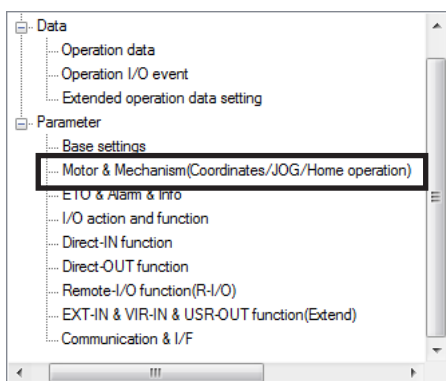 Data
Operation data
Operation I/O event
Extended operation data setting
Parameter
Base settings
Motor & Mechanism(Coordinates/JOG/Home operation)
ETO & Alarm & Info
I/O action and function
Direct-IN function
Direct-OUT function
Remote-I/O function(R-I/O)
EXT-IN & VIR-IN & USR-OUT function(Extend)
Communication & I/F